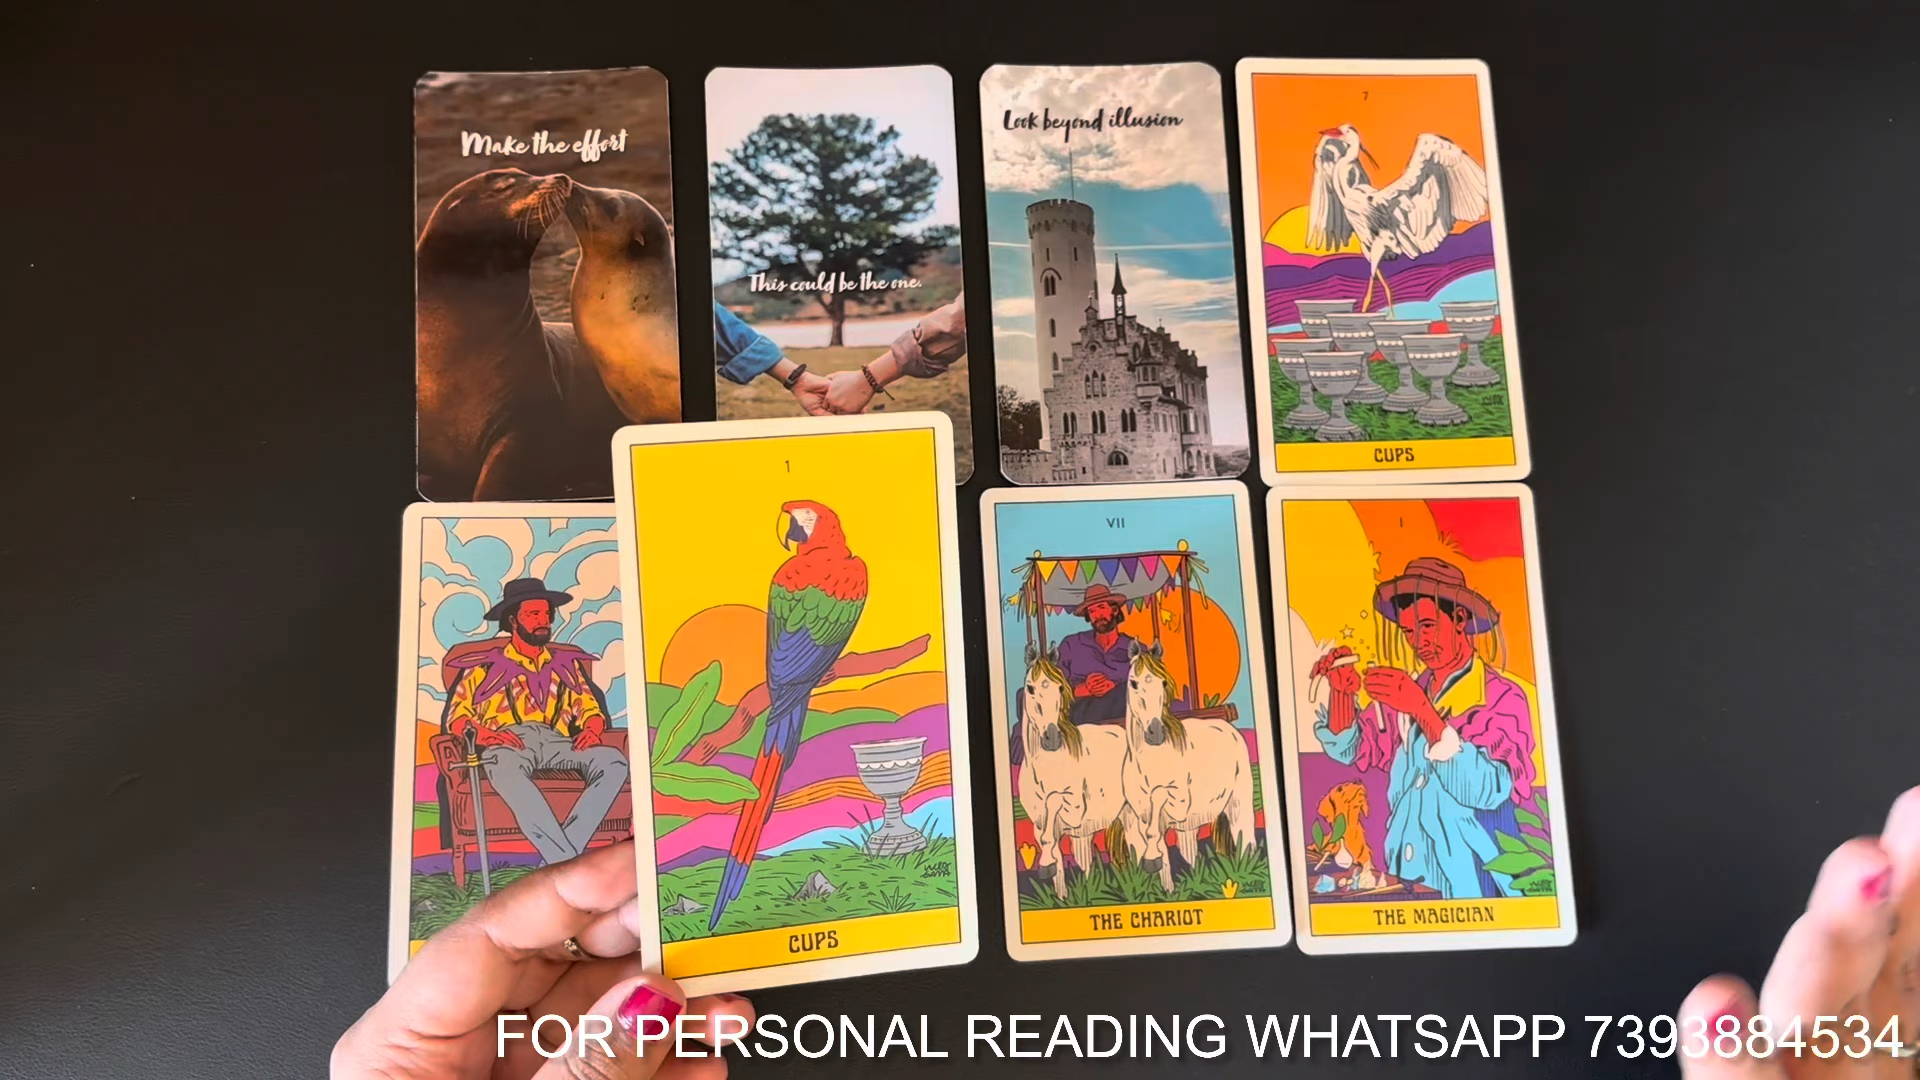 Make the effort
This could be the one.
Look beyond illusion
7
CUPS
1
CUPS
VII
THE CHARIOT
I
THE MAGICIAN
FOR PERSONAL READING WHATSAPP 7393884534